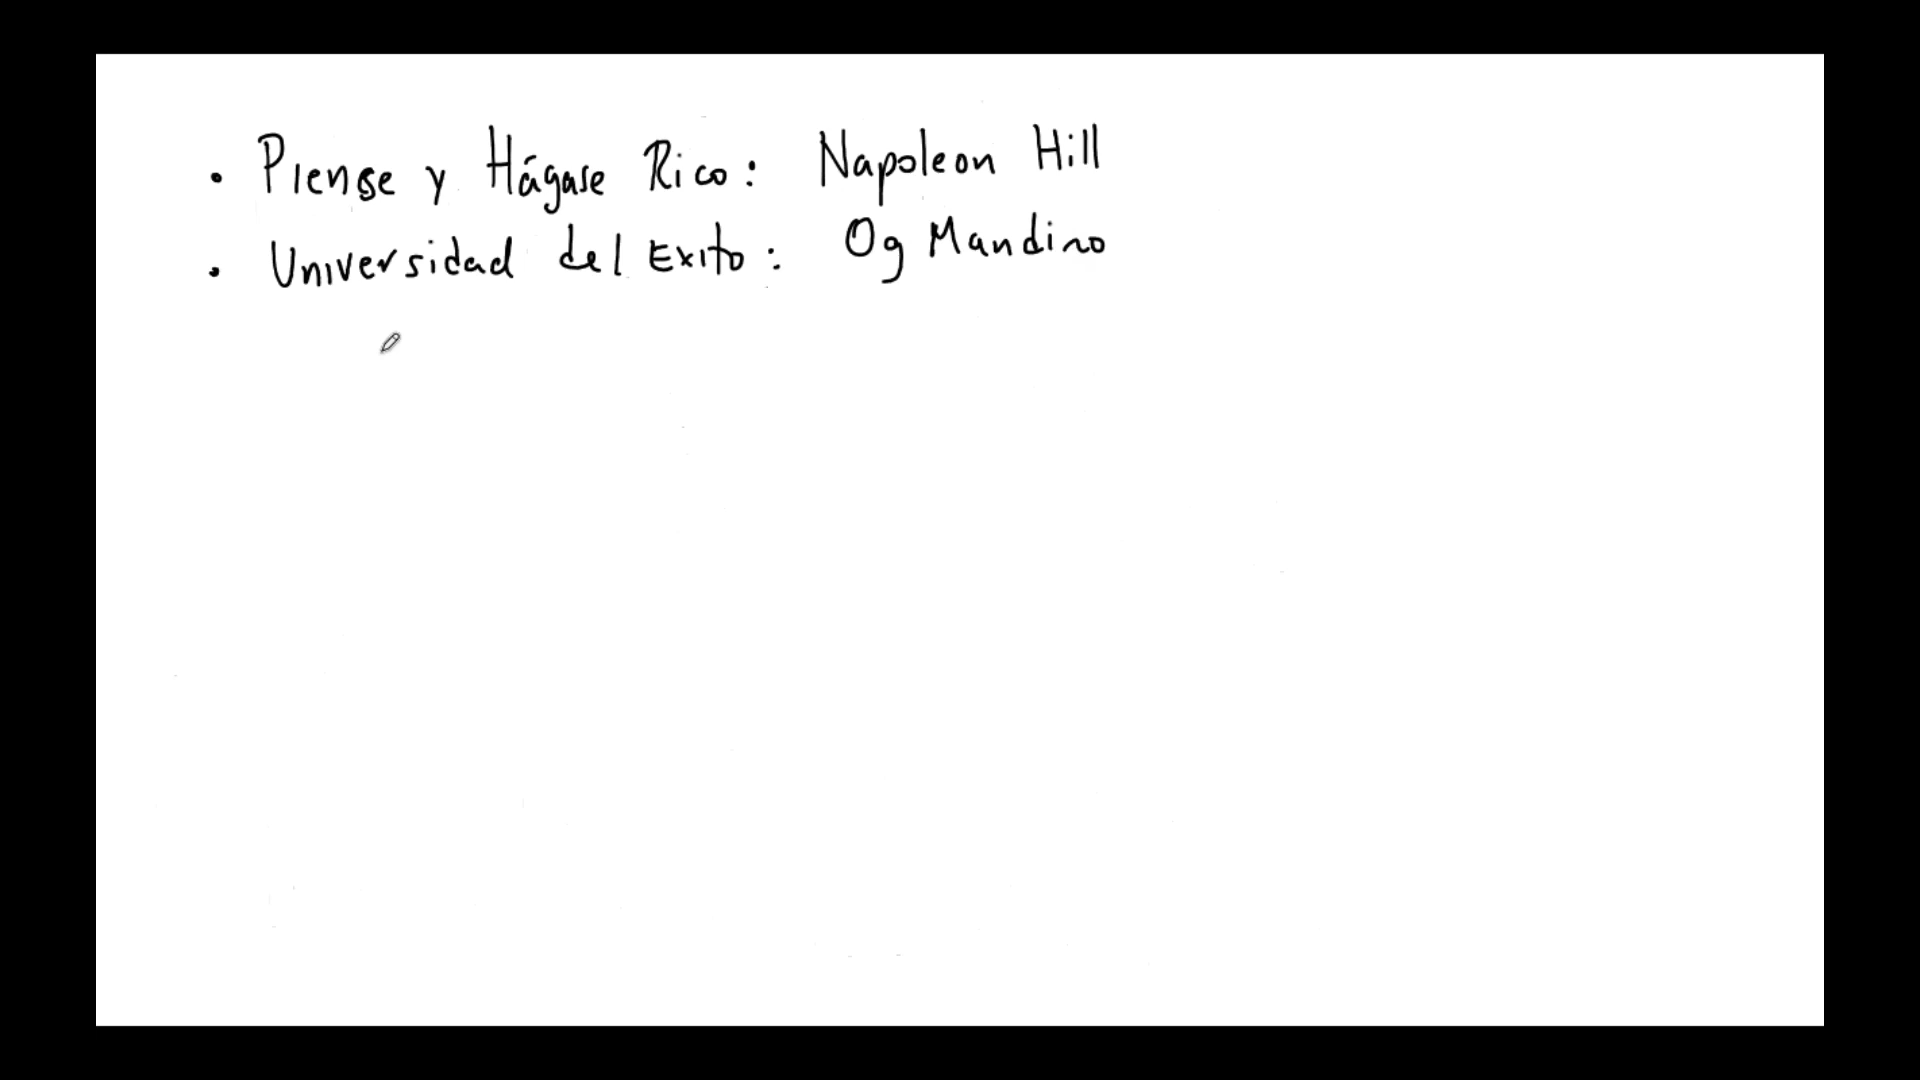 • Piense y Hágase Rico: Napoleon Hill
• Universidad del Exito: Og Mandino